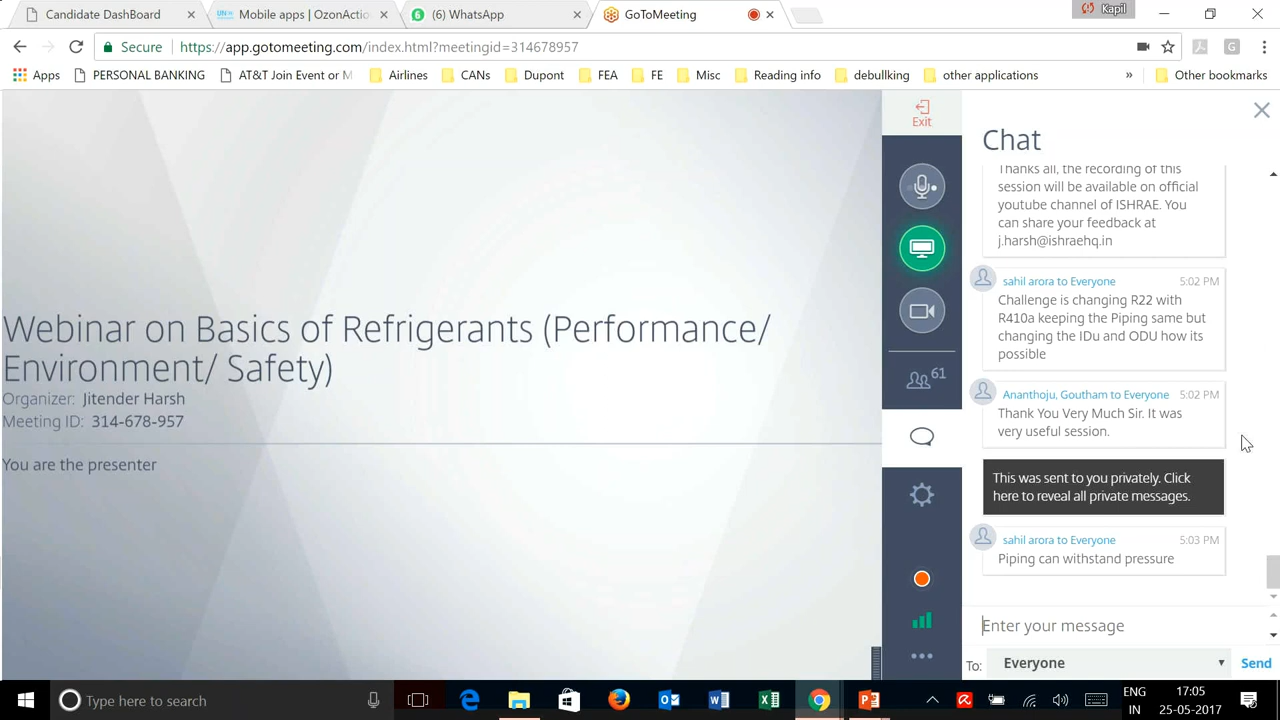 Candidate DashBoard
Mobile apps | OzonActio
(6) WhatsApp
GoToMeeting
Kapil
Secure
https://app.gotomeeting.com/index.html?meetingid=314678957
Apps
PERSONAL BANKING
AT&T Join Event or M
Airlines
CANs
Dupont
FEA
FE
Misc
Reading info
debullking
other applications
»
Other bookmarks
Webinar on Basics of Refrigerants (Performance/
Environment/ Safety)
Organizer: Jitender Harsh
Meeting ID: 314-678-957
You are the presenter
Exit
61
Chat
Thanks all, the recording of this
session will be available on official
youtube channel of ISHRAE. You
can share your feedback at
j.harsh@ishraehq.in
sahil arora to Everyone 5:02 PM
Challenge is changing R22 with
R410a keeping the Piping same but
changing the IDu and ODU how its
possible
Ananthoju, Goutham to Everyone 5:02 PM
Thank You Very Much Sir. It was
very useful session.
This was sent to you privately. Click
here to reveal all private messages.
sahil arora to Everyone 5:03 PM
Piping can withstand pressure
Enter your message
To: Everyone
Send
Type here to search
ENG
IN
17:05
25-05-2017